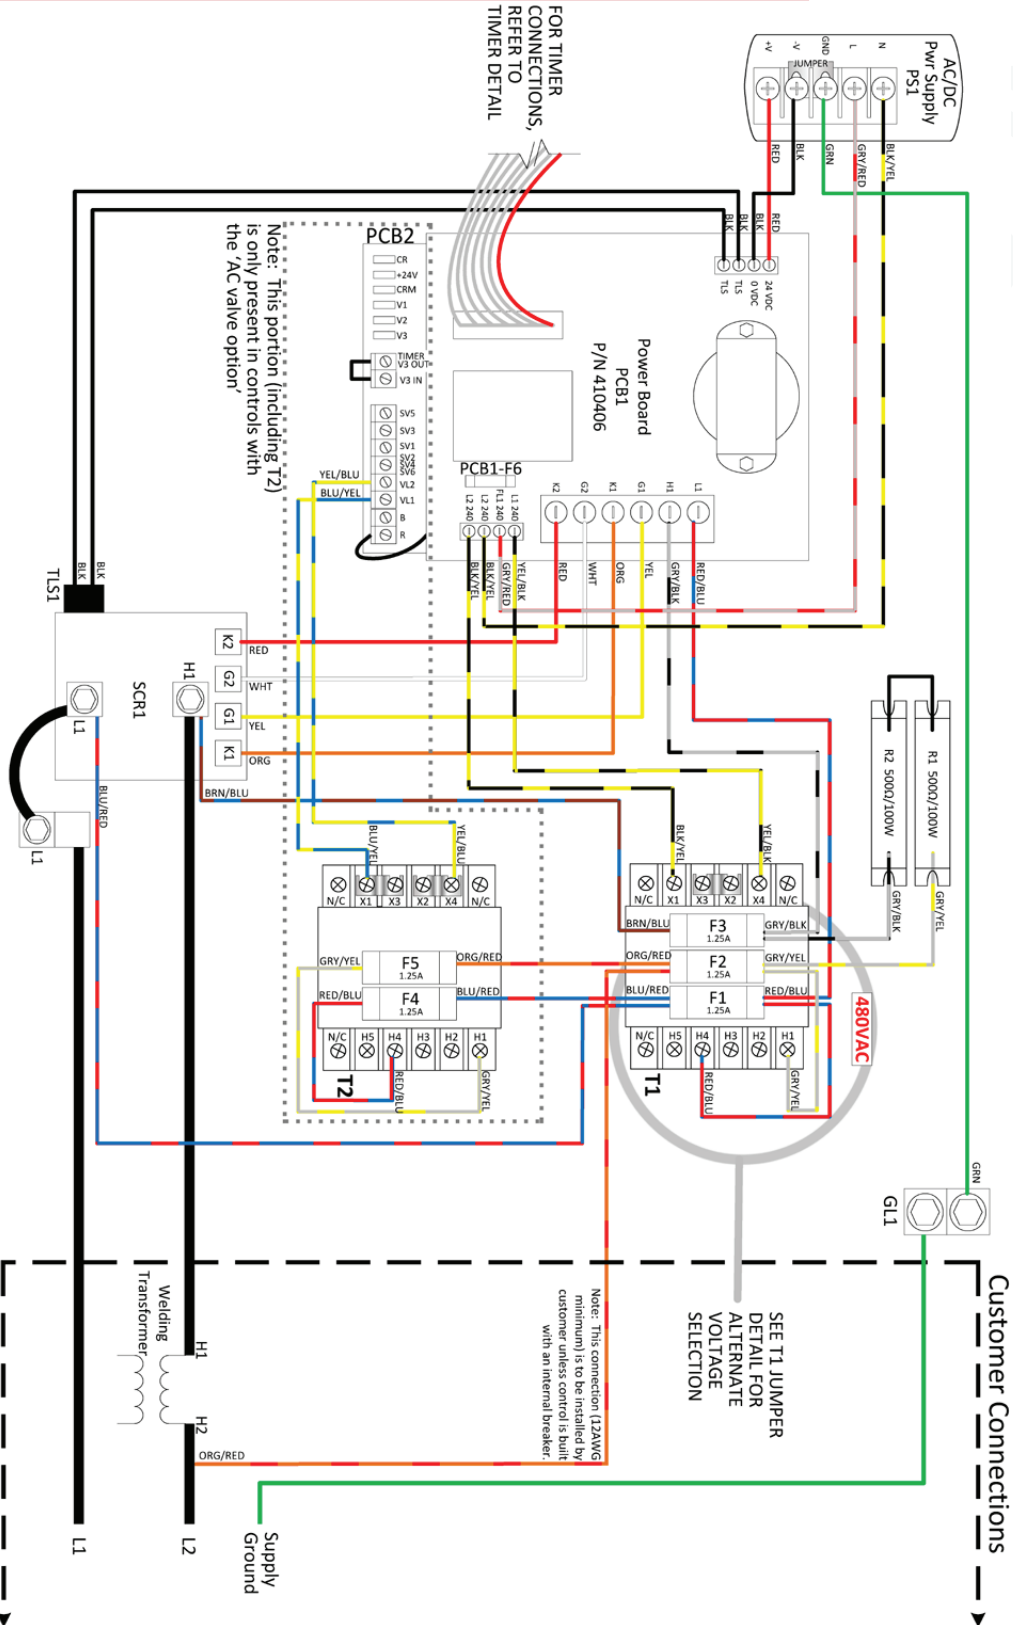 FOR TIMER
CONNECTIONS,
REFER TO
TIMER DETAIL
AC/DC
Pwr Supply
PS1
+V
-V
GND
L
N
JUMPER
RED
BLK
GRN
GRY/RED
BLK/YEL
BLK
BLK
BLK
RED
TLS
TLS
0 VDC
24 VDC
Power Board
PCB1
P/N 410406
PCB2
CR
+24V
CRM
V1
V2
V3
TIMER
V3 OUT
V3 IN
SV5
SV3
SV1
SV2
SV4
SV6
VL2
VL1
B
R
YEL/BLU
BLU/YEL
Note: This portion (including T2)
is only present in controls with
the 'AC valve option'
PCB1-F6
L2 240
L2 240
FL1 240
L1 240
K2
G2
K1
G1
H1
L1
BLK/YEL
BLK/YEL
GRY/RED
YEL/BLK
RED
WHT
ORG
YEL
GRY/BLK
RED/BLU
TLS1
BLK
BLK
K2
RED
G2
WHT
G1
YEL
K1
ORG
H1
SCR1
L1
L1
BLU/RED
BRN/BLU
R2 500Ω/100W
R1 500Ω/100W
GRY/BLK
GRY/YEL
BLU/YEL
YEL/BLU
BLK/YEL
YEL/BLK
N/C
X1
X3
X2
X4
N/C
N/C
X1
X3
X2
X4
N/C
BRN/BLU
F3
1.25A
GRY/BLK
GRY/YEL
F5
1.25A
ORG/RED
ORG/RED
F2
1.25A
GRY/YEL
RED/BLU
F4
1.25A
BLU/RED
BLU/RED
F1
1.25A
RED/BLU
480VAC
N/C
H5
H4
H3
H2
H1
N/C
H5
H4
H3
H2
H1
T2
RED/BLU
GRY/YEL
T1
RED/BLU
GRY/YEL
GRN
GL1
Customer Connections
SEE T1 JUMPER
DETAIL FOR
ALTERNATE
VOLTAGE
SELECTION
Note: This connection (12AWG
minimum) is to be installed by
customer unless control is built
with an internal breaker.
Welding
Transformer
H1
H2
ORG/RED
L1
L2
Supply
Ground